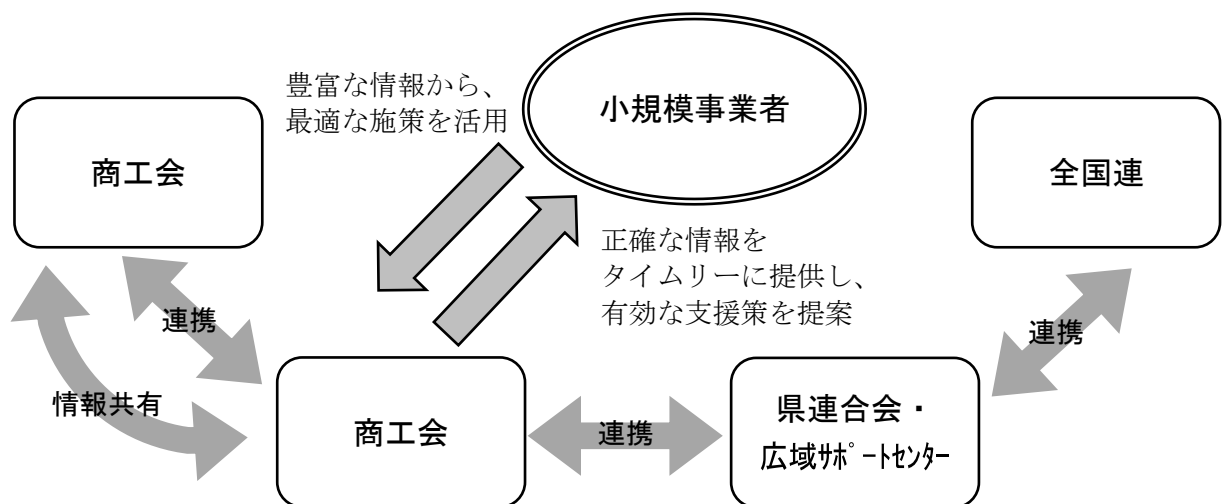 豊富な情報から、
最適な施策を活用
小規模事業者
商工会
全国連
正確な情報を
タイムリーに提供し、
有効な支援策を提案
連携
連携
情報共有
商工会
連携
県連合会・
広域ｻﾎﾟｰﾄｾﾝﾀｰ